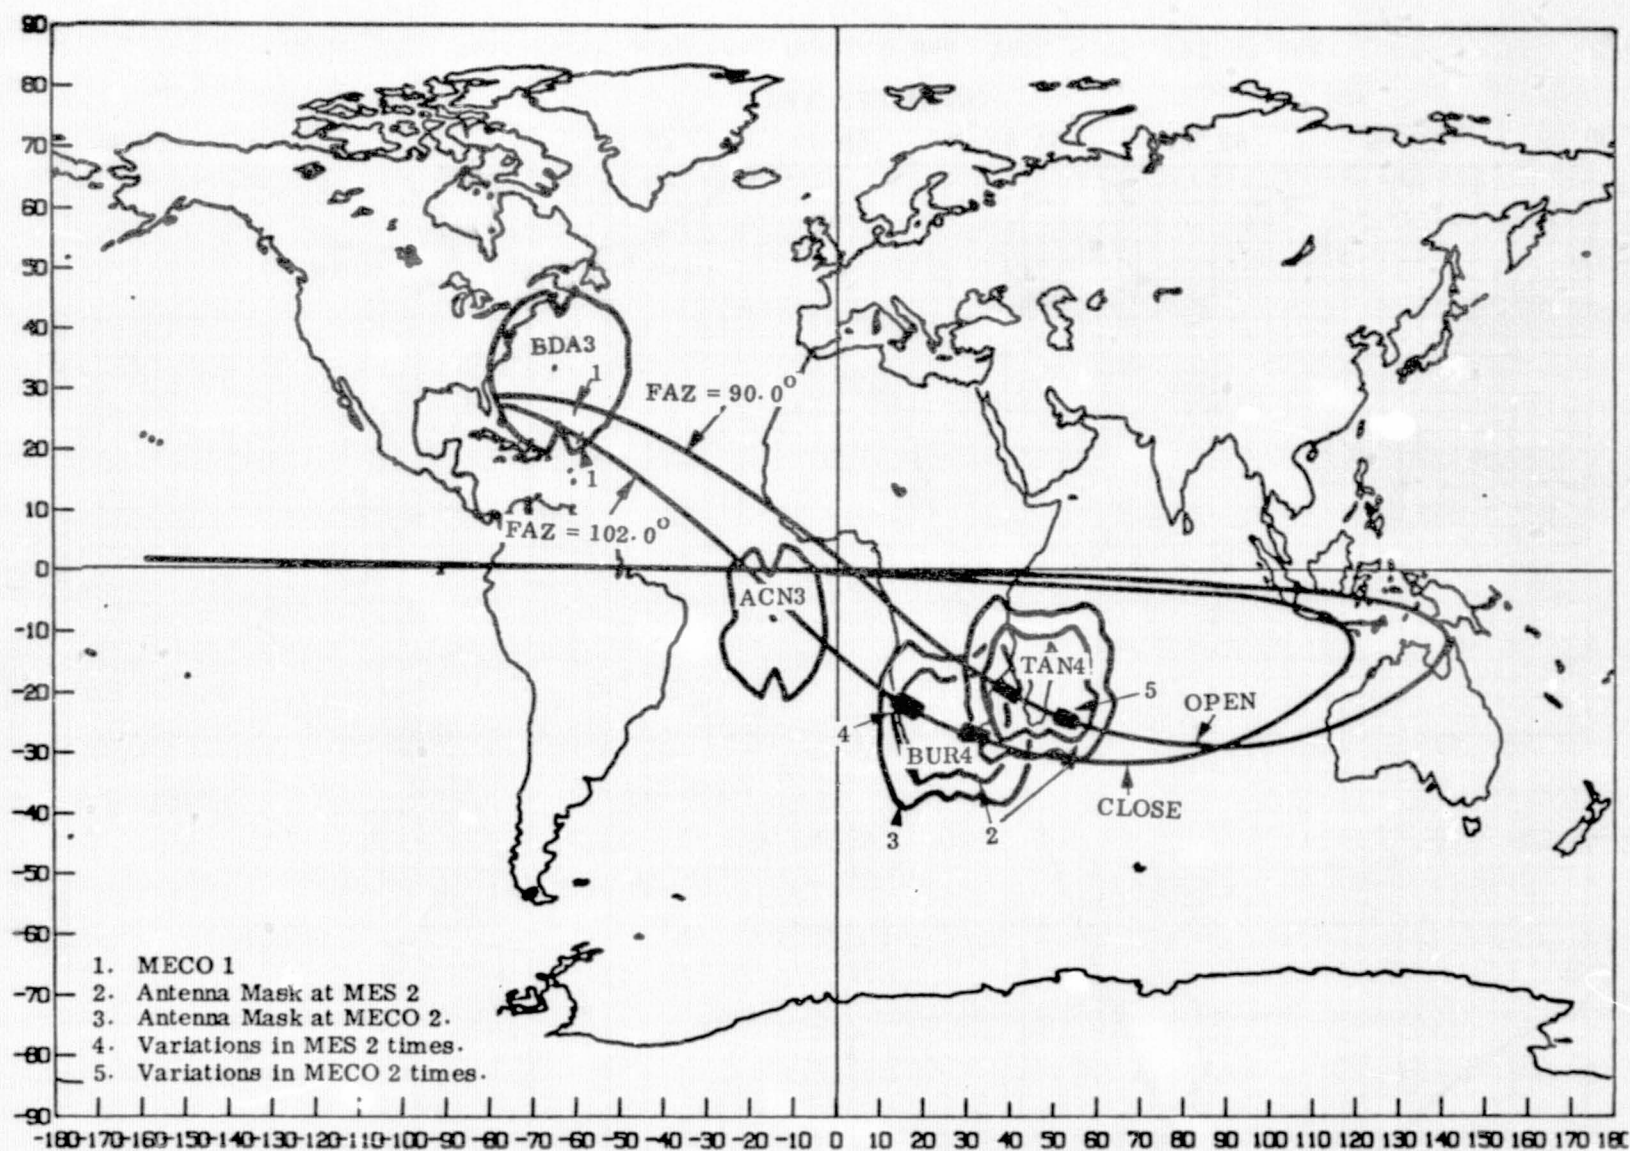 90
80
70
60
50
40
30
20
10
0
-10
-20
-30
-40
-50
-60
-70
-80
-90
BDA3
1
FAZ = 90.0°
1
FAZ = 102.0°
ACN3
TAN4
5
OPEN
4
BUR4
CLOSE
3
2
1. MECO 1
2. Antenna Mask at MES 2
3. Antenna Mask at MECO 2.
4. Variations in MES 2 times.
5. Variations in MECO 2 times.
-180 -170 -160 -150 -140 -130 -120 -110 -100 -90 -80 -70 -60 -50 -40 -30 -20 -10 0 10 20 30 40 50 60 70 80 90 100 110 120 130 140 150 160 170 180